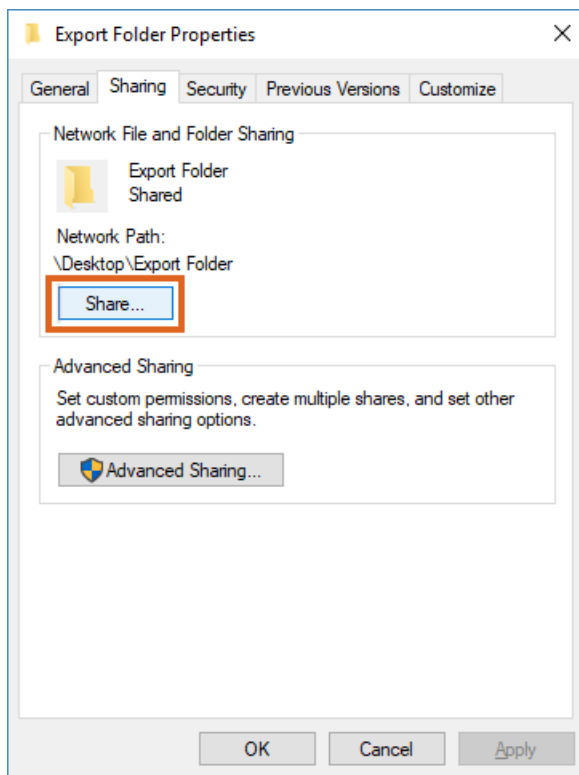 Export Folder Properties
General Sharing Security Previous Versions Customize
Network File and Folder Sharing
Export Folder
Shared
Network Path:
\Desktop\Export Folder
Share...
Advanced Sharing
Set custom permissions, create multiple shares, and set other
advanced sharing options.
Advanced Sharing...
OK Cancel Apply